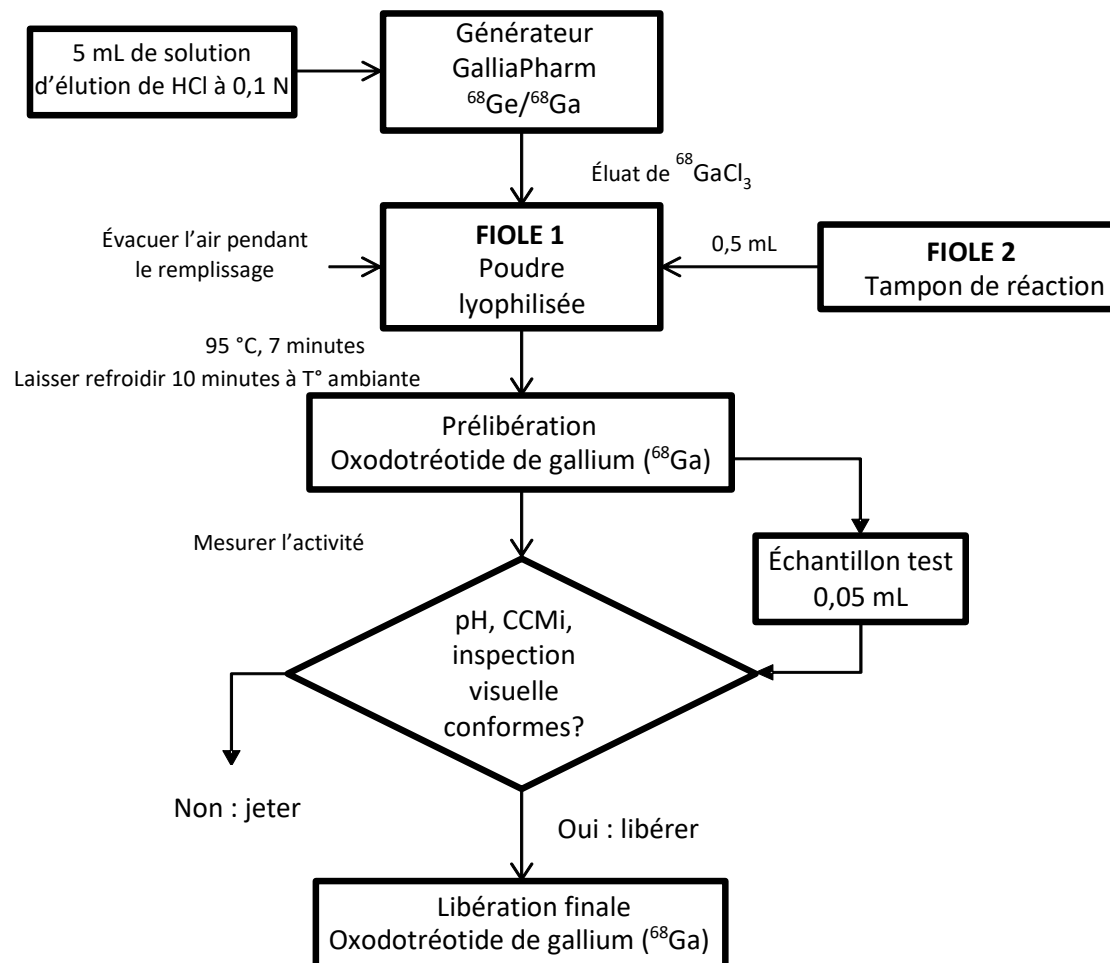 5 mL de solution
d’élution de HCl à 0,1 N
Générateur
GalliaPharm
⁶⁸Ge/⁶⁸Ga
Éluat de ⁶⁸GaCl₃
Évacuer l’air pendant
le remplissage
FIOLE 1
Poudre
lyophilisée
0,5 mL
FIOLE 2
Tampon de réaction
95 °C, 7 minutes
Laisser refroidir 10 minutes à T° ambiante
Prélibération
Oxodotréotide de gallium (⁶⁸Ga)
Mesurer l’activité
Échantillon test
0,05 mL
pH, CCMi,
inspection
visuelle
conformes?
Non : jeter
Oui : libérer
Libération finale
Oxodotréotide de gallium (⁶⁸Ga)